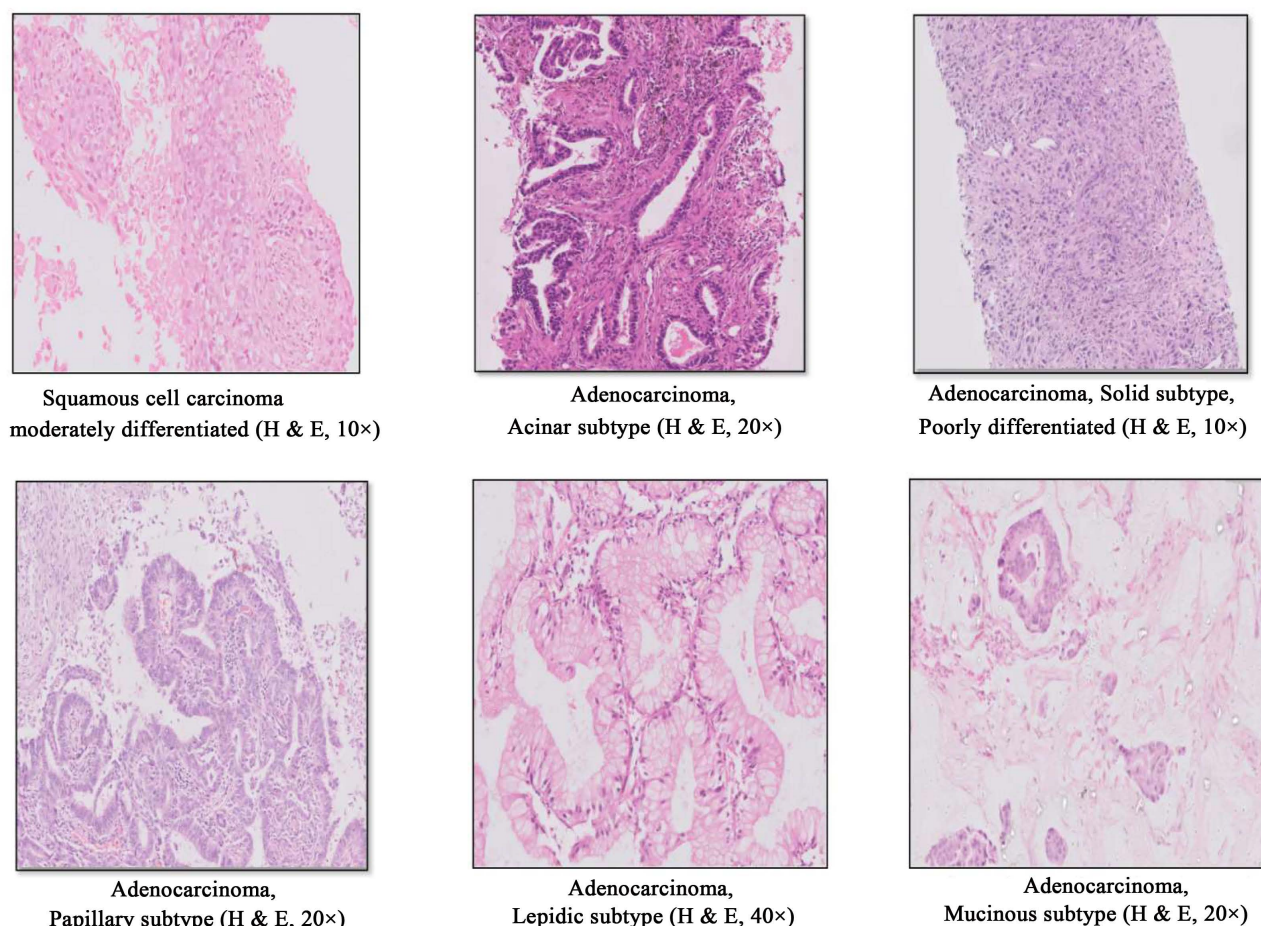 Squamous cell carcinoma
moderately differentiated (H & E, 10×)
Adenocarcinoma,
Acinar subtype (H & E, 20×)
Adenocarcinoma, Solid subtype,
Poorly differentiated (H & E, 10×)
Adenocarcinoma,
Papillary subtype (H & E, 20×)
Adenocarcinoma,
Lepidic subtype (H & E, 40×)
Adenocarcinoma,
Mucinous subtype (H & E, 20×)